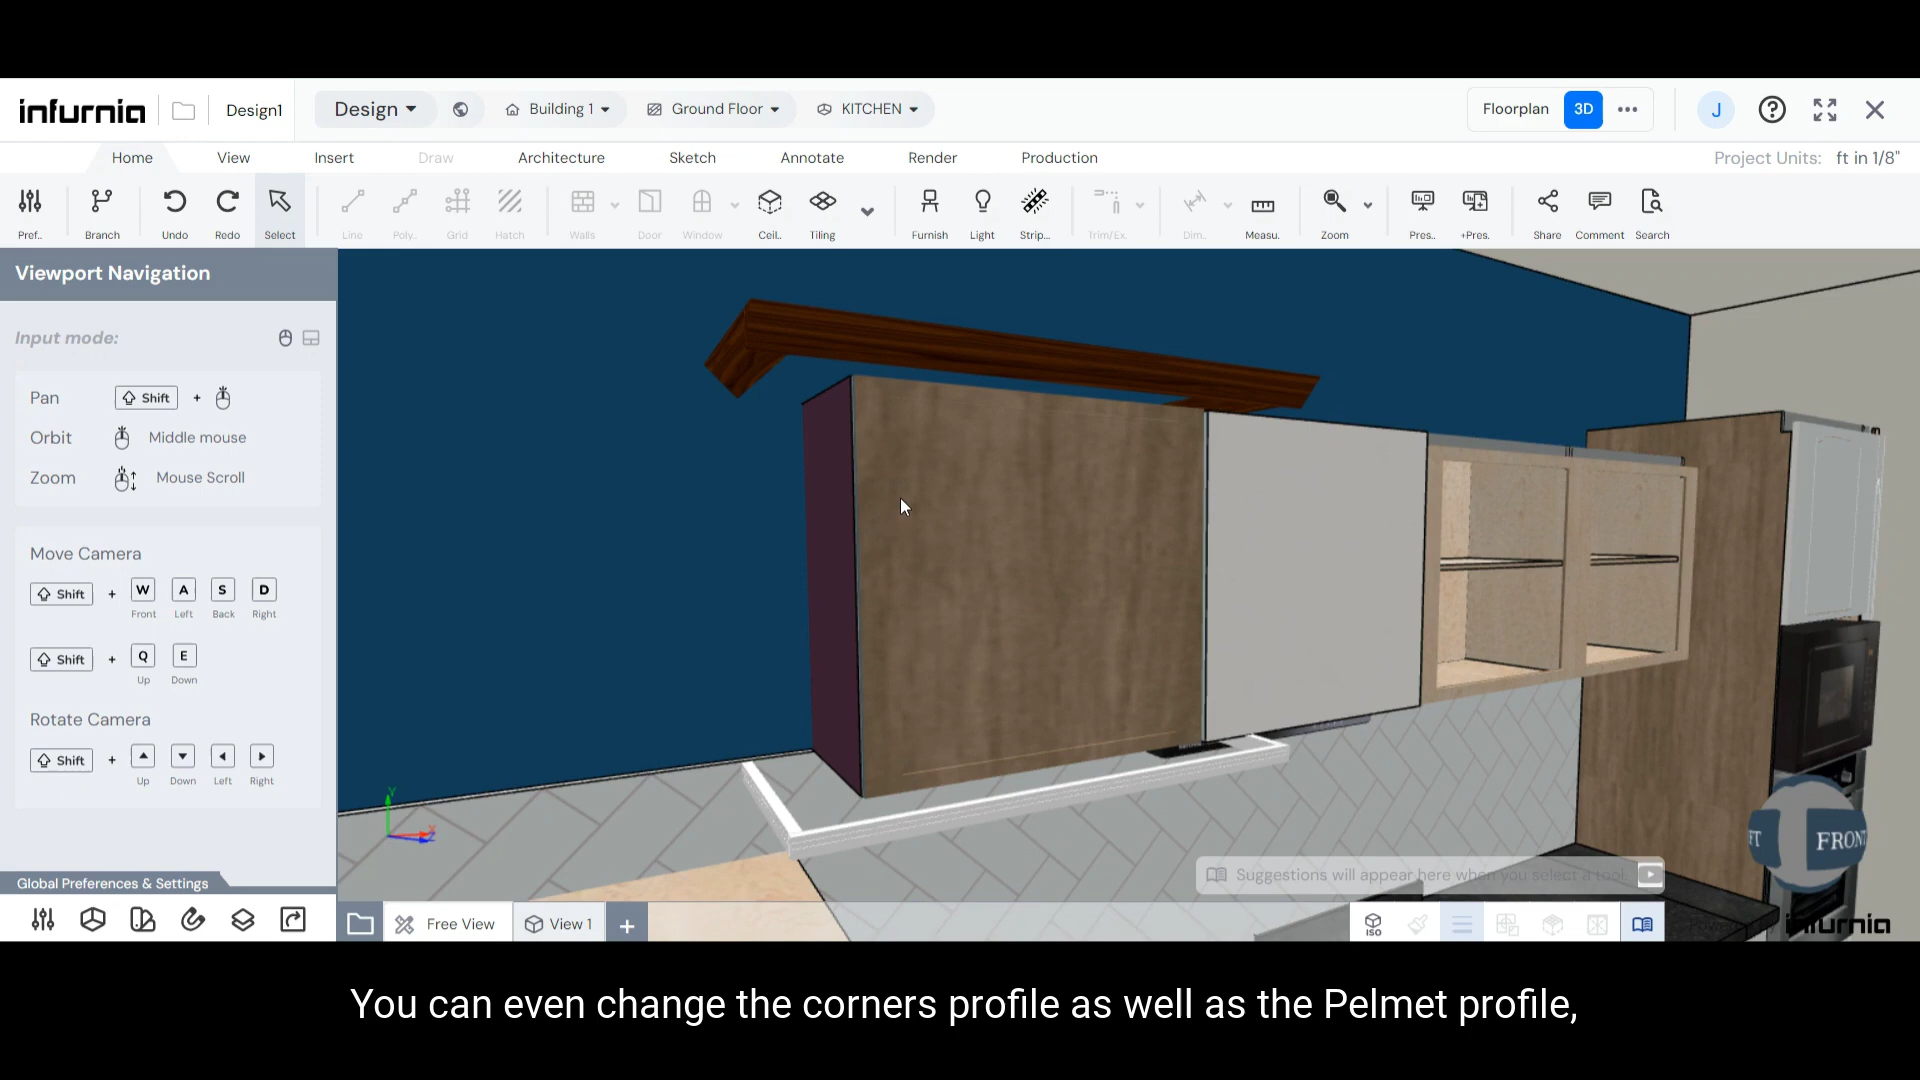 infurnia
Design1
Design
Building 1
Ground Floor
KITCHEN
Floorplan
3D
J
Home
View
Insert
Draw
Architecture
Sketch
Annotate
Render
Production
Project Units: ft in 1/8"
Pref..
Branch
Undo
Redo
Select
Line
Poly..
Grid
Hatch
Walls
Door
Window
Ceil..
Tiling
Furnish
Light
Strip...
Trim/Ex.
Dim..
Measu.
Zoom
Pres..
+Pres.
Share
Comment
Search
Viewport Navigation
Input mode:
Pan
Shift +
Orbit
Middle mouse
Zoom
Mouse Scroll
Move Camera
Shift + W A S D
Front Left Back Right
Shift + Q E
Up Down
Rotate Camera
Shift +
Up Down Left Right
Global Preferences & Settings
Y
X
Z
FT
FRONT
Suggestions will appear here when you select a tool.
Free View
View 1
+
ISO
infurnia
You can even change the corners profile as well as the Pelmet profile,